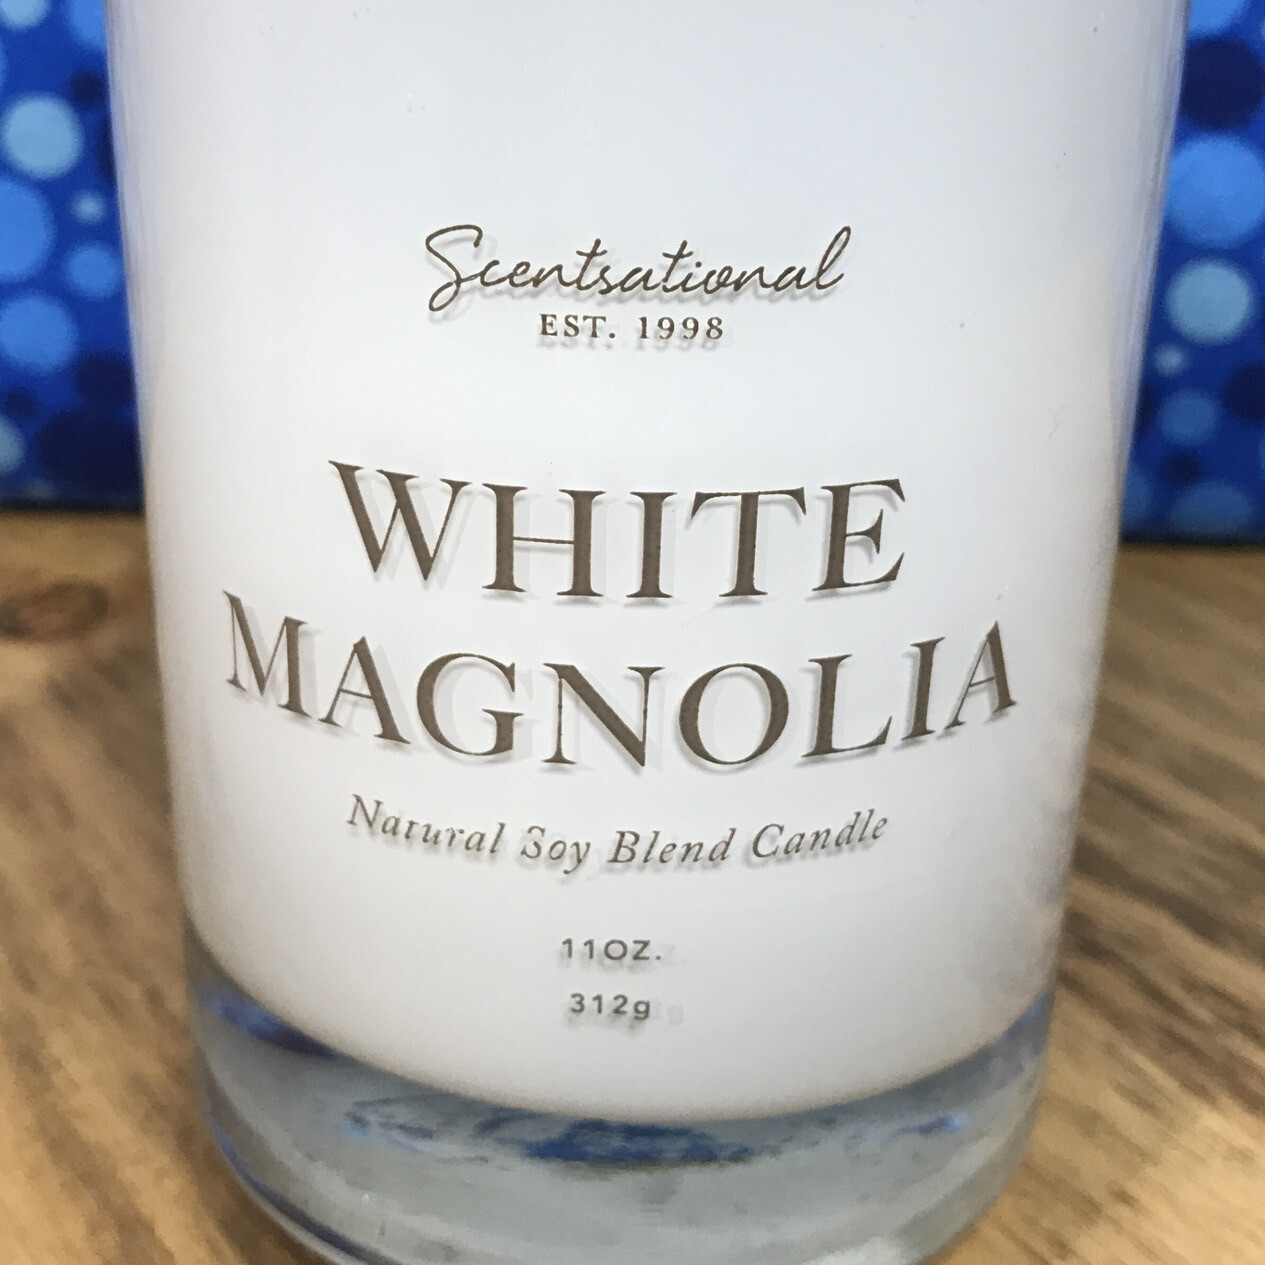 Scentsational
EST. 1998
WHITE
MAGNOLIA
Natural Soy Blend Candle
11OZ.
312g